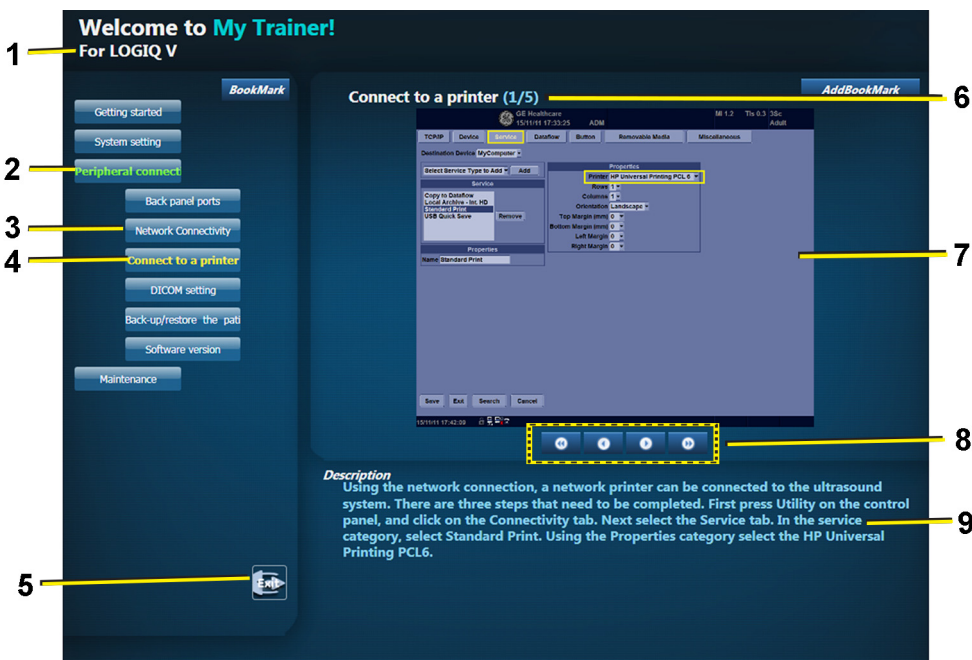 Welcome to My Trainer!
1
For LOGIQ V
BookMark
AddBookMark
6
Getting started
System setting
2
Peripheral connect
Back panel ports
3
Network Connectivity
4
Connect to a printer
DICOM setting
Back-up/restore the pati
Software version
Maintenance
5
Exit
Connect to a printer (1/5)
GE Healthcare
15/11/11 17:33:25 ADM
MI 1.2 TIs 0.3 3Sc
Adult
TCP/IP Device Service Dataflow Button Removable Media Miscellaneous
Destination Device MyComputer
Select Service Type to Add Add
Service
Copy to Dataflow
Local Archive - Int. HD
Standard Print
USB Quick Save
Remove
Properties
Name Standard Print
Properties
Printer HP Universal Printing PCL 6
Rows 1
Columns 1
Orientation Landscape
Top Margin (mm) 0
Bottom Margin (mm) 0
Left Margin 0
Right Margin 0
7
Save Exit Search Cancel
15/11/11 17:42:00
8
Description
Using the network connection, a network printer can be connected to the ultrasound
system. There are three steps that need to be completed. First press Utility on the control
panel, and click on the Connectivity tab. Next select the Service tab. In the service
9
category, select Standard Print. Using the Properties category select the HP Universal
Printing PCL6.